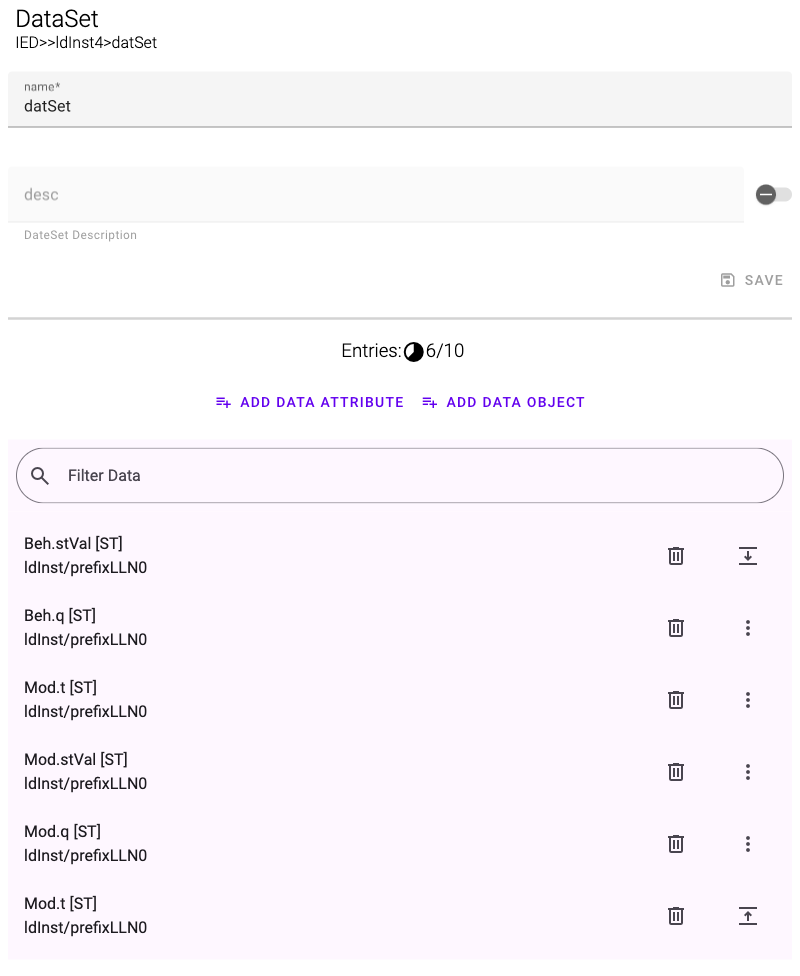 DataSet
IED>>ldInst4>datSet
name*
datSet
desc
DateSet Description
SAVE
Entries: 6/10
ADD DATA ATTRIBUTE ADD DATA OBJECT
Filter Data
Beh.stVal [ST]
ldInst/prefixLLN0
Beh.q [ST]
ldInst/prefixLLN0
Mod.t [ST]
ldInst/prefixLLN0
Mod.stVal [ST]
ldInst/prefixLLN0
Mod.q [ST]
ldInst/prefixLLN0
Mod.t [ST]
ldInst/prefixLLN0